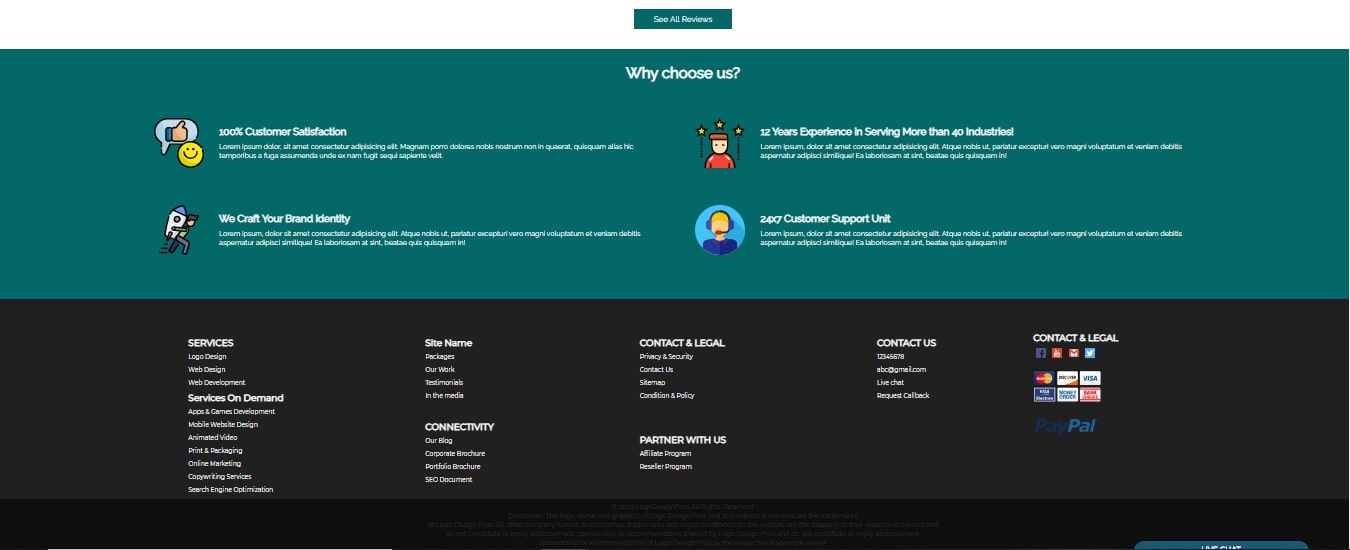 See All Reviews
Why choose us?
100% Customer Satisfaction
Lorem ipsum, dolor sit amet consectetur adipisicing elit. Magnam porro dolores nobis nostrum non in quaerat, quisquam alias hic
temporibus a fuga assumenda unde ex nam fugit sequi sapiente velit.
12 Years Experience in Serving More than 40 Industries!
Lorem ipsum, dolor sit amet consectetur adipisicing elit. Atque nobis ut, pariatur excepturi vero magni voluptatum et veniam debitis
aspernatur adipisci similique! Ea laboriosam at sint, beatae quis quisquam in!
We Craft Your Brand Identity
Lorem ipsum, dolor sit amet consectetur adipisicing elit. Atque nobis ut, pariatur excepturi vero magni voluptatum et veniam debitis
aspernatur adipisci similique! Ea laboriosam at sint, beatae quis quisquam in!
24x7 Customer Support Unit
Lorem ipsum, dolor sit amet consectetur adipisicing elit. Atque nobis ut, pariatur excepturi vero magni voluptatum et veniam debitis
aspernatur adipisci similique! Ea laboriosam at sint, beatae quis quisquam in!
SERVICES
Logo Design
Web Design
Web Development
Services On Demand
Apps & Games Development
Mobile Website Design
Animated Video
Print & Packaging
Online Marketing
Copywriting Services
Search Engine Optimization
Site Name
Packages
Our Work
Testimonials
In the media
CONNECTIVITY
Our Blog
Corporate Brochure
Portfolio Brochure
SEO Document
CONTACT & LEGAL
Privacy & Security
Contact Us
Sitemap
Condition & Policy
PARTNER WITH US
Affiliate Program
Reseller Program
CONTACT US
12345678
abc@gmail.com
Live chat
Request Callback
CONTACT & LEGAL
DISCOVER
VISA
VISA
Electron
MONEY
ORDER
PayPal
© 2019 LogoDesignPros All Rights Reserved.
Disclaimer: The logo, name and graphics of Logo Design Pros and its products & services are the trademarks
of Logo Design Pros. All other company names, brand names, trademarks and logos mentioned on this website are the property of their respective owners and
do not constitute or imply endorsement, sponsorship or recommendation thereof by Logo Design Pros and do not constitute or imply endorsement,
sponsorship or recommendation of Logo Design Pros by the respective trademark owner.
LIVE CHAT